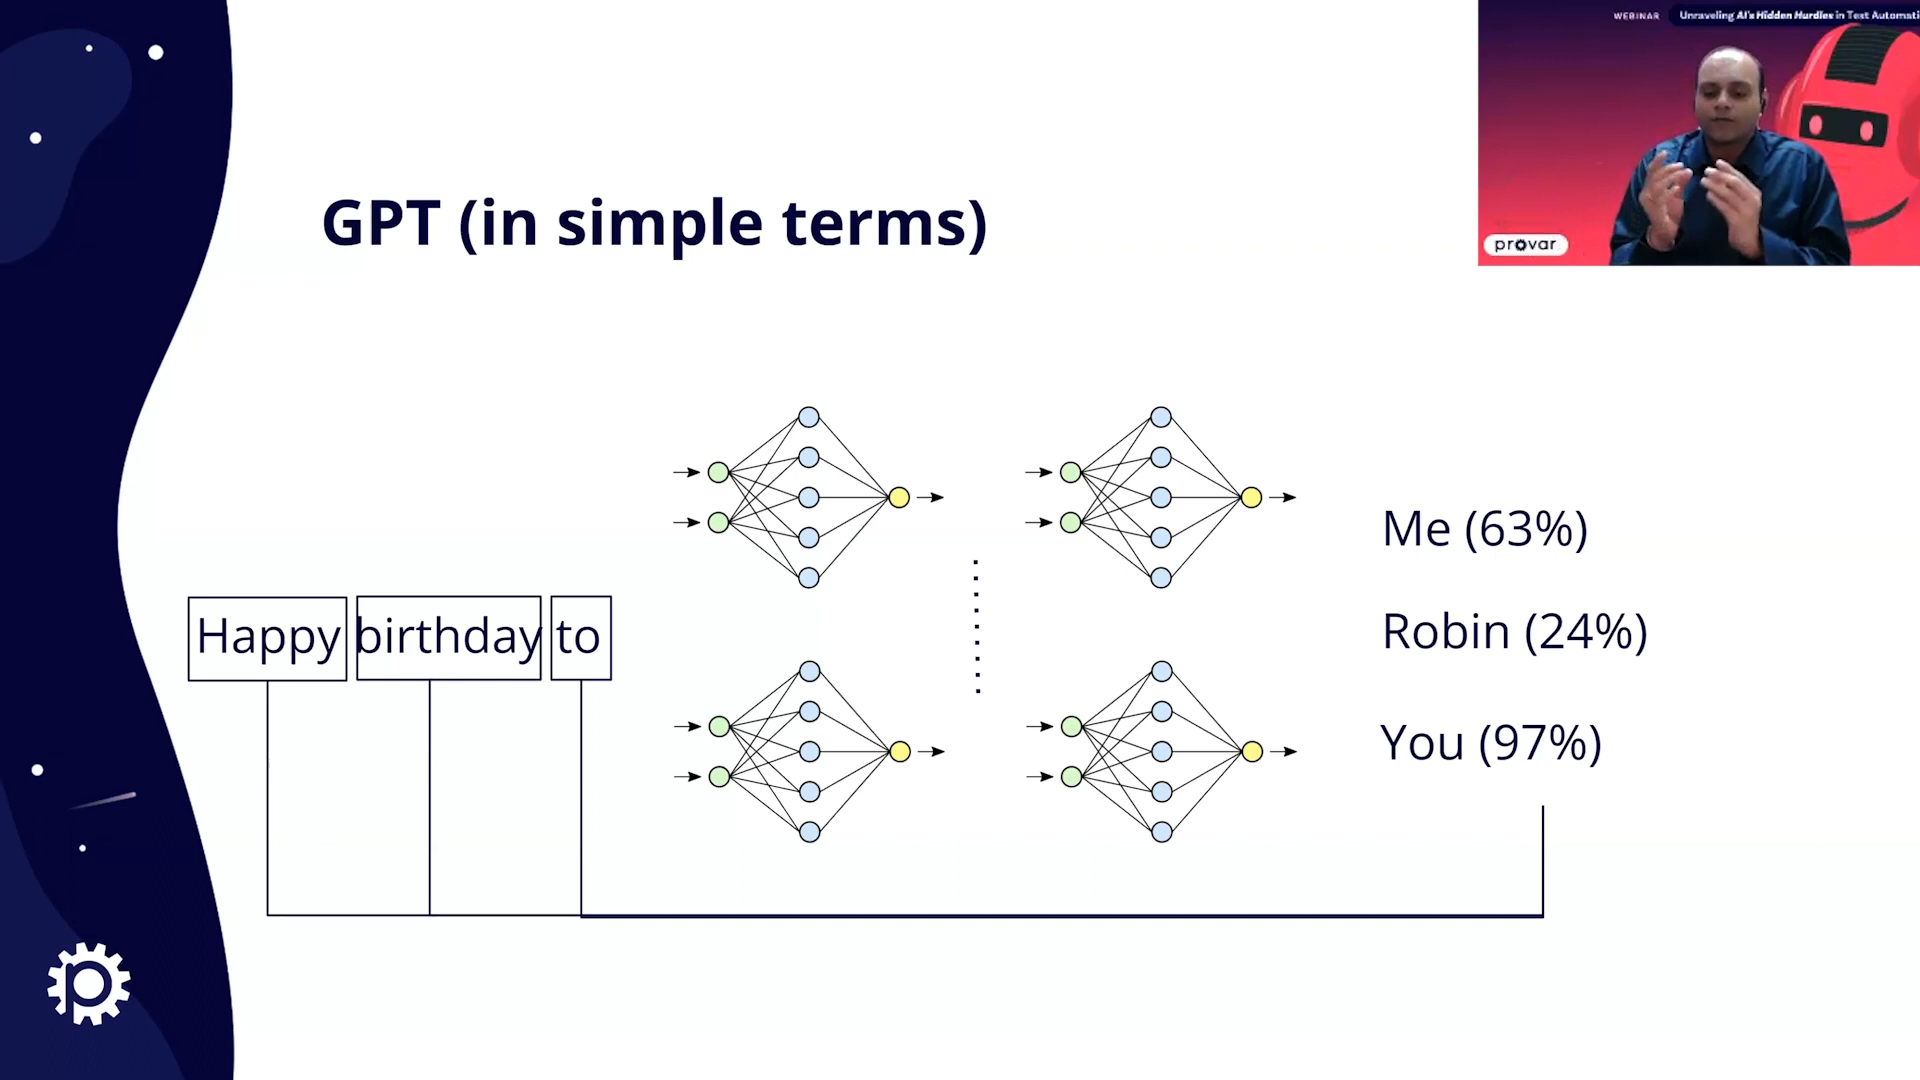 WEBINAR Unraveling AI's Hidden Hurdles in Test Automati
GPT (in simple terms)
provar
Happy birthday to
Me (63%)
Robin (24%)
You (97%)